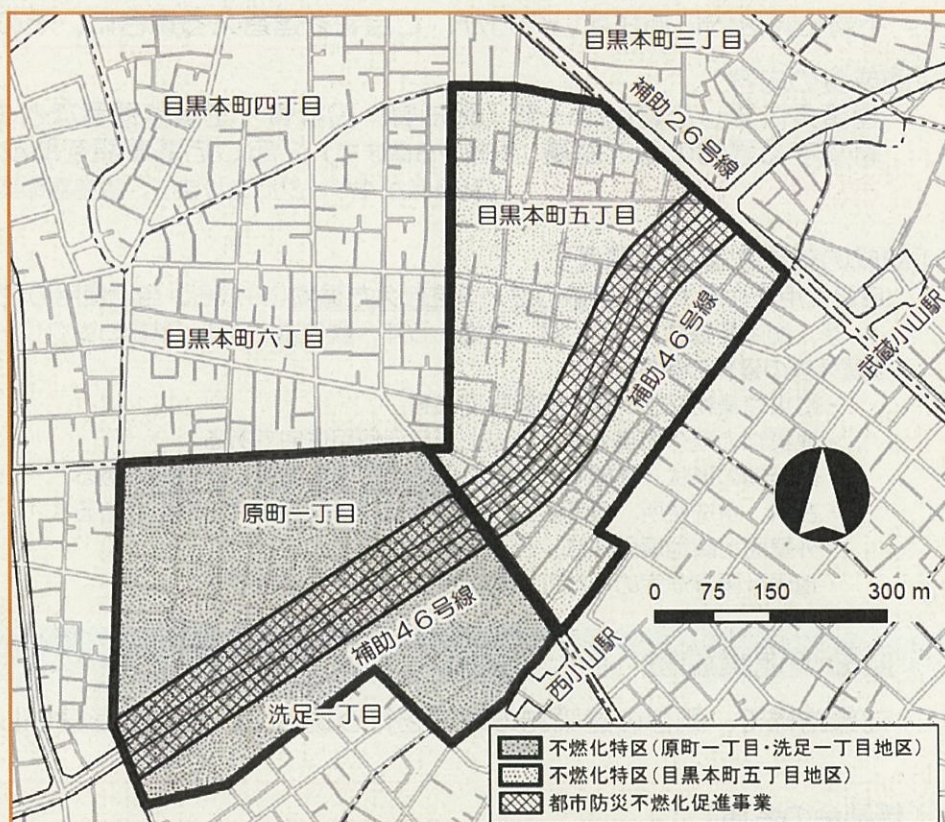 目黒本町三丁目
目黒本町四丁目
補助26号線
目黒本町五丁目
目黒本町六丁目
補助46号線
武蔵小山駅
原町一丁目
0 75 150 300 m
補助46号線
西小山駅
洗足一丁目
不燃化特区(原町一丁目・洗足一丁目地区)
不燃化特区(目黒本町五丁目地区)
都市防災不燃化促進事業